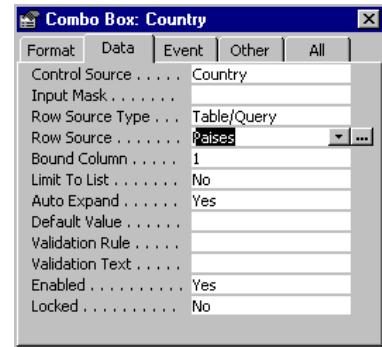 Combo Box: Country
Format Data Event Other All
Control Source . . . . . Country
Input Mask . . . . . . .
Row Source Type . . . Table/Query
Row Source . . . . . . . Paises ...
Bound Column . . . . . 1
Limit To List . . . . . . . No
Auto Expand . . . . . . Yes
Default Value . . . . . .
Validation Rule . . . . .
Validation Text . . . . .
Enabled . . . . . . . . . . Yes
Locked . . . . . . . . . . No